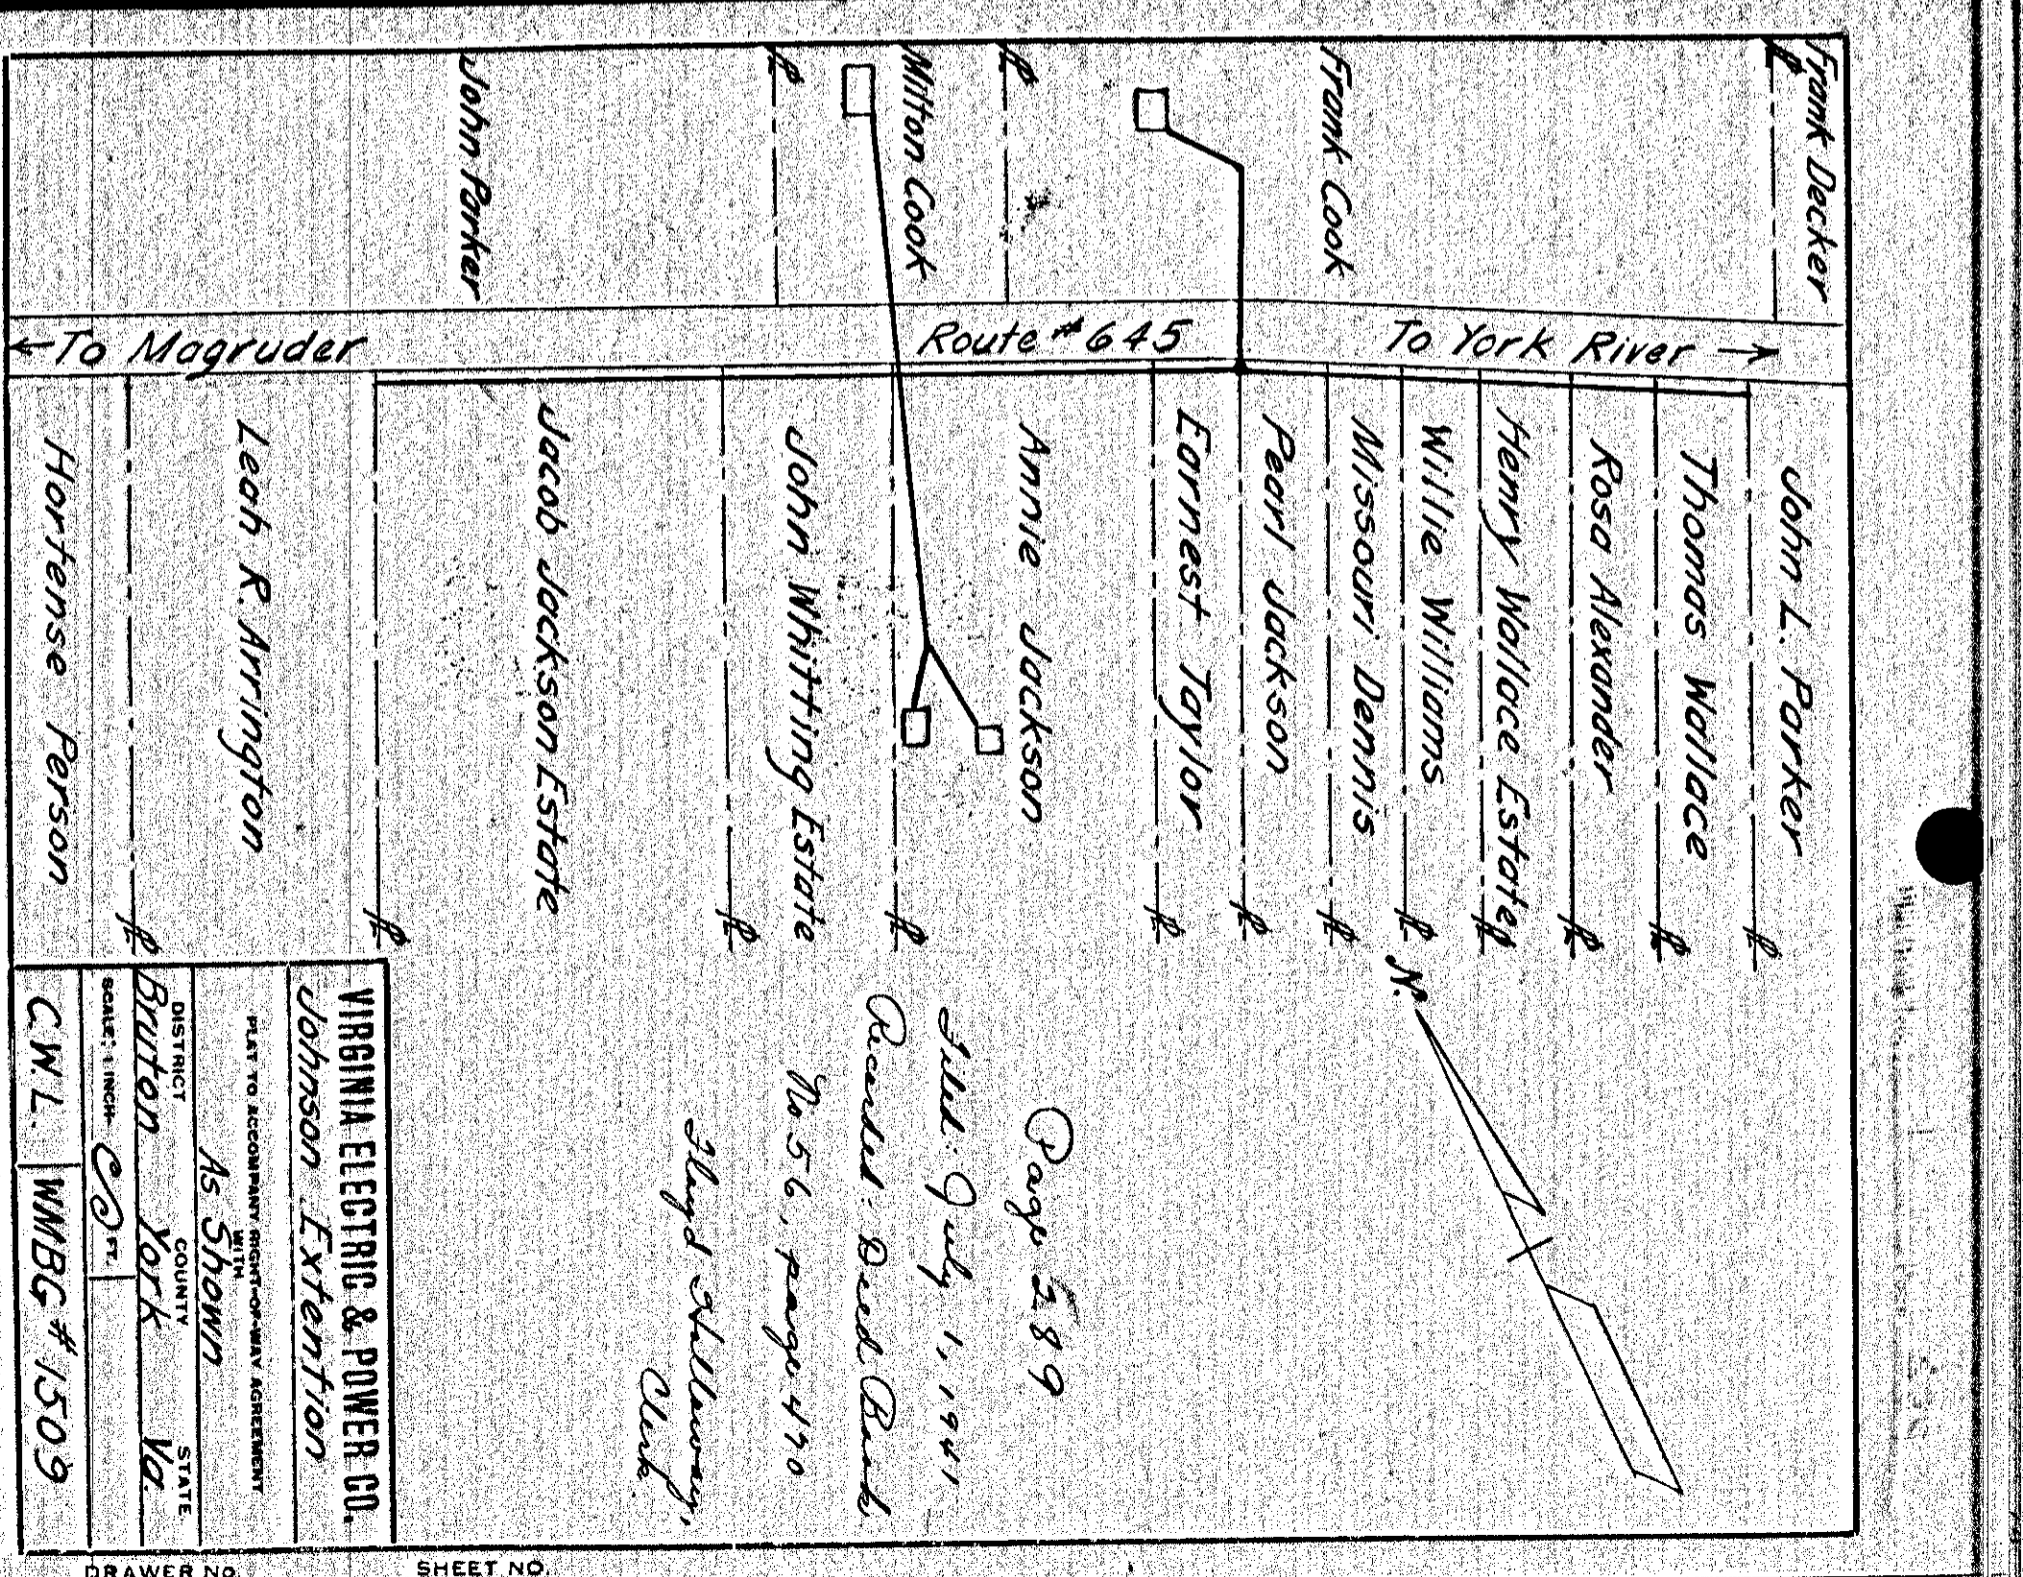 Frank Decker
Frank Cook
Milton Cook
John Parker
←To Magruder
Route #645
To York River→
John L. Parker
Thomas Wallace
Rosa Alexander
Henry Wallace Estate
Willie Williams
Missouri Dennis
Pearl Jackson
Earnest Taylor
Annie Jackson
John Whitting Estate
Jacob Jackson Estate
Leah R. Arrington
Hortense Person
N.
Page 289
Filed: July 1, 1941
Recorded: Deed Book
No 56, page 470
Floyd Holloway,
Clerk.
VIRGINIA ELECTRIC & POWER CO.
Johnson Extention
PLAT TO ACCOMPANY RIGHT-OF-WAY AGREEMENT
WITH
As Shown
DISTRICT COUNTY STATE
Bruton York Va.
SCALE: 1 INCH FT.
C.W.L. WMBG #1509
DRAWER NO.
SHEET NO.